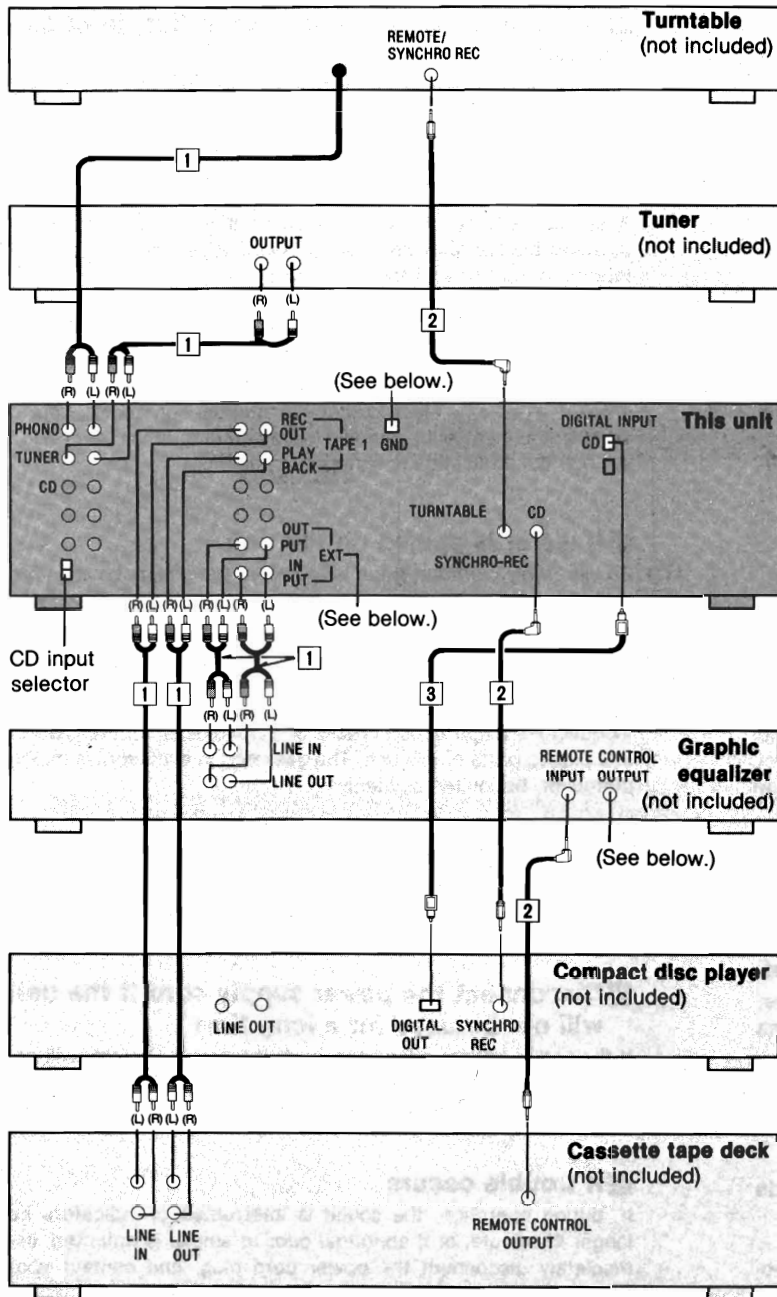 Turntable
(not included)
REMOTE/
SYNCHRO REC
1
Tuner
(not included)
OUTPUT
(R) (L)
1
2
(R) (L) (R) (L)
(See below.)
This unit
PHONO
TUNER
CD
REC
OUT
TAPE 1
PLAY
BACK
GND
DIGITAL INPUT
CD
TURNTABLE
CD
SYNCHRO-REC
OUT
PUT
EXT
IN
PUT
(R) (L) (R) (L) (R) (L) (R) (L)
(See below.)
CD input
selector
1
1
1
3
2
(R) (L) (R) (L)
Graphic
equalizer
(not included)
LINE IN
LINE OUT
REMOTE CONTROL
INPUT OUTPUT
(See below.)
2
Compact disc player
(not included)
LINE OUT
DIGITAL
OUT
SYNCHRO
REC
(L) (R) (L) (R)
Cassette tape deck
(not included)
LINE
IN
LINE
OUT
REMOTE CONTROL
OUTPUT